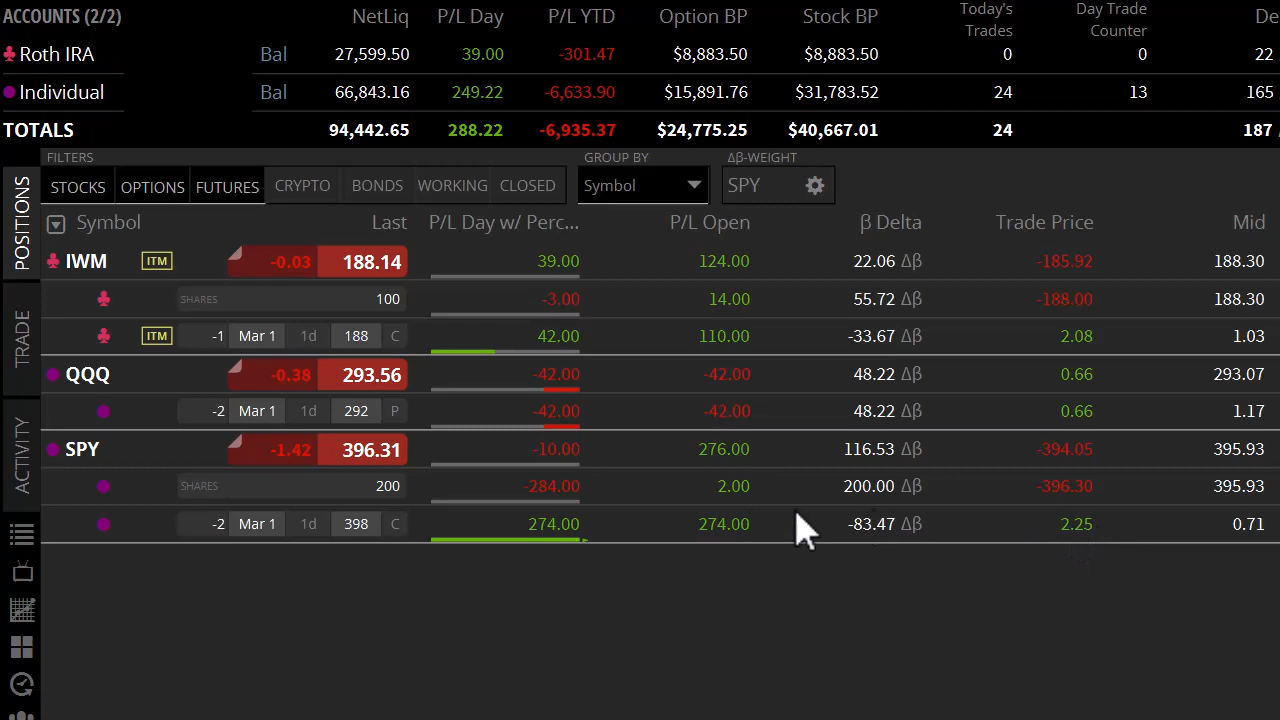 ACCOUNTS (2/2) NetLiq P/L Day P/L YTD Option BP Stock BP Today's Trades Day Trade Counter De
Roth IRA Bal 27,599.50 39.00 -301.47 $8,883.50 $8,883.50 0 0 22
Individual Bal 66,843.16 249.22 -6,633.90 $15,891.76 $31,783.52 24 13 165
TOTALS 94,442.65 288.22 -6,935.37 $24,775.25 $40,667.01 24 187
FILTERS GROUP BY Δβ-WEIGHT
STOCKS OPTIONS FUTURES CRYPTO BONDS WORKING CLOSED Symbol SPY
POSITIONS
TRADE
ACTIVITY
Symbol Last P/L Day w/ Perc... P/L Open β Delta Trade Price Mid
IWM ITM -0.03 188.14 39.00 124.00 22.06 Δβ -185.92 188.30
SHARES 100 -3.00 14.00 55.72 Δβ -188.00 188.30
ITM -1 Mar 1 1d 188 C 42.00 110.00 -33.67 Δβ 2.08 1.03
QQQ -0.38 293.56 -42.00 -42.00 48.22 Δβ 0.66 293.07
-2 Mar 1 1d 292 P -42.00 -42.00 48.22 Δβ 0.66 1.17
SPY -1.42 396.31 -10.00 276.00 116.53 Δβ -394.05 395.93
SHARES 200 -284.00 2.00 200.00 Δβ -396.30 395.93
-2 Mar 1 1d 398 C 274.00 274.00 -83.47 Δβ 2.25 0.71